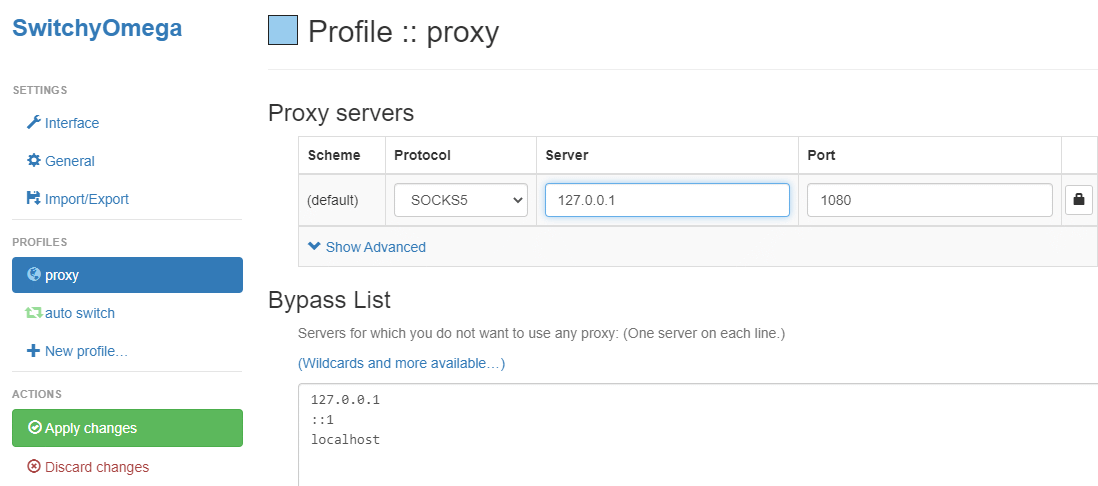 SwitchyOmega
SETTINGS
Interface
General
Import/Export
PROFILES
proxy
auto switch
New profile…
ACTIONS
Apply changes
Discard changes
Profile :: proxy
Proxy servers
Scheme Protocol Server Port
(default) SOCKS5 127.0.0.1 1080
Show Advanced
Bypass List
Servers for which you do not want to use any proxy: (One server on each line.)
(Wildcards and more available…)
127.0.0.1
::1
localhost